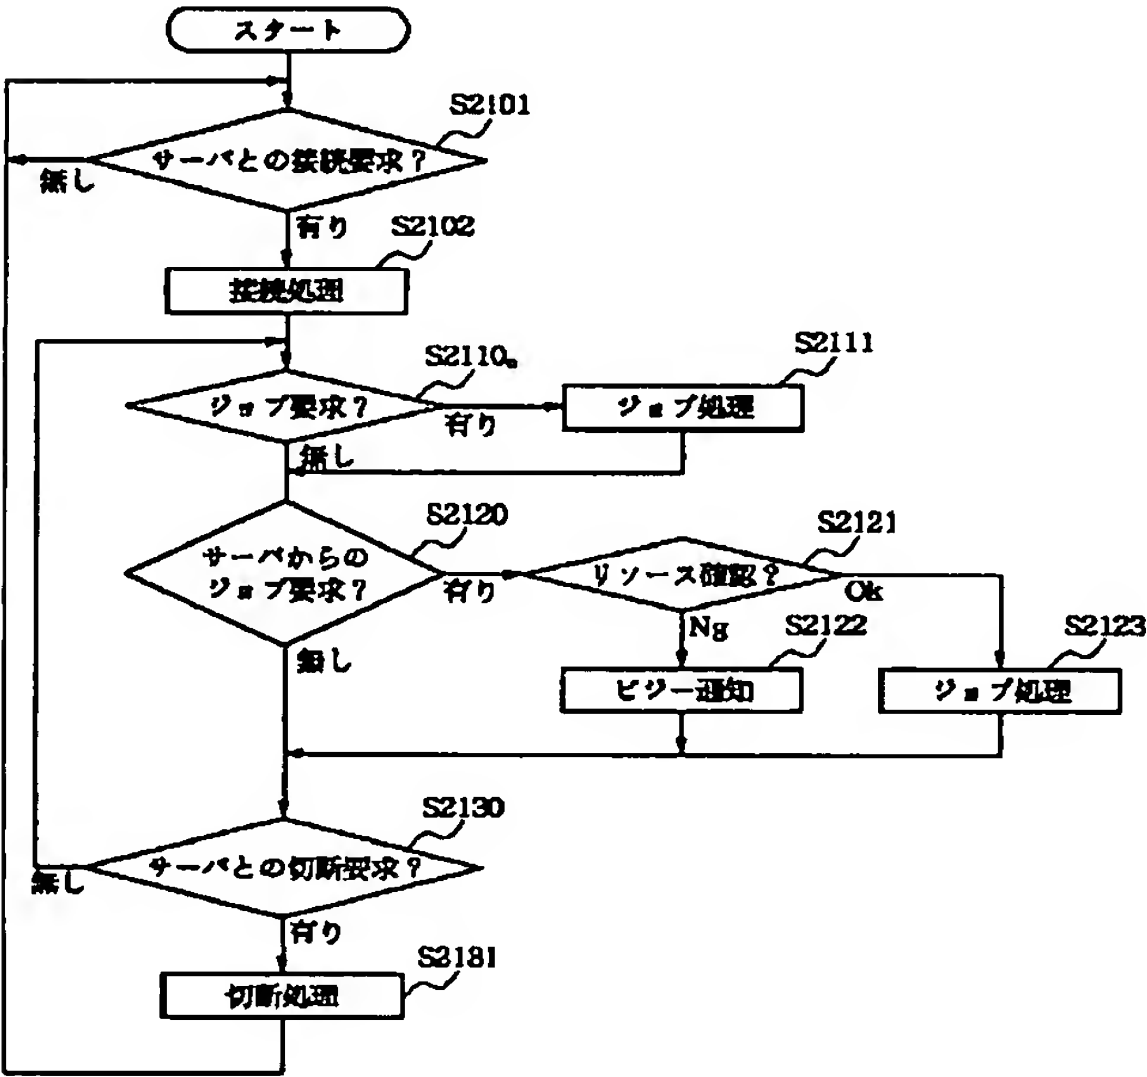 スタート
S2101
サーバとの接続要求?
無し
有り
S2102
接続処理
S2110
S2111
ジョブ要求?
有り
ジョブ処理
無し
S2120
S2121
サーバからの
ジョブ要求?
有り
リソース確認?
Ok
Ng
無し
S2122
S2123
ビジー通知
ジョブ処理
S2130
サーバとの切断要求?
無し
有り
S2131
切断処理